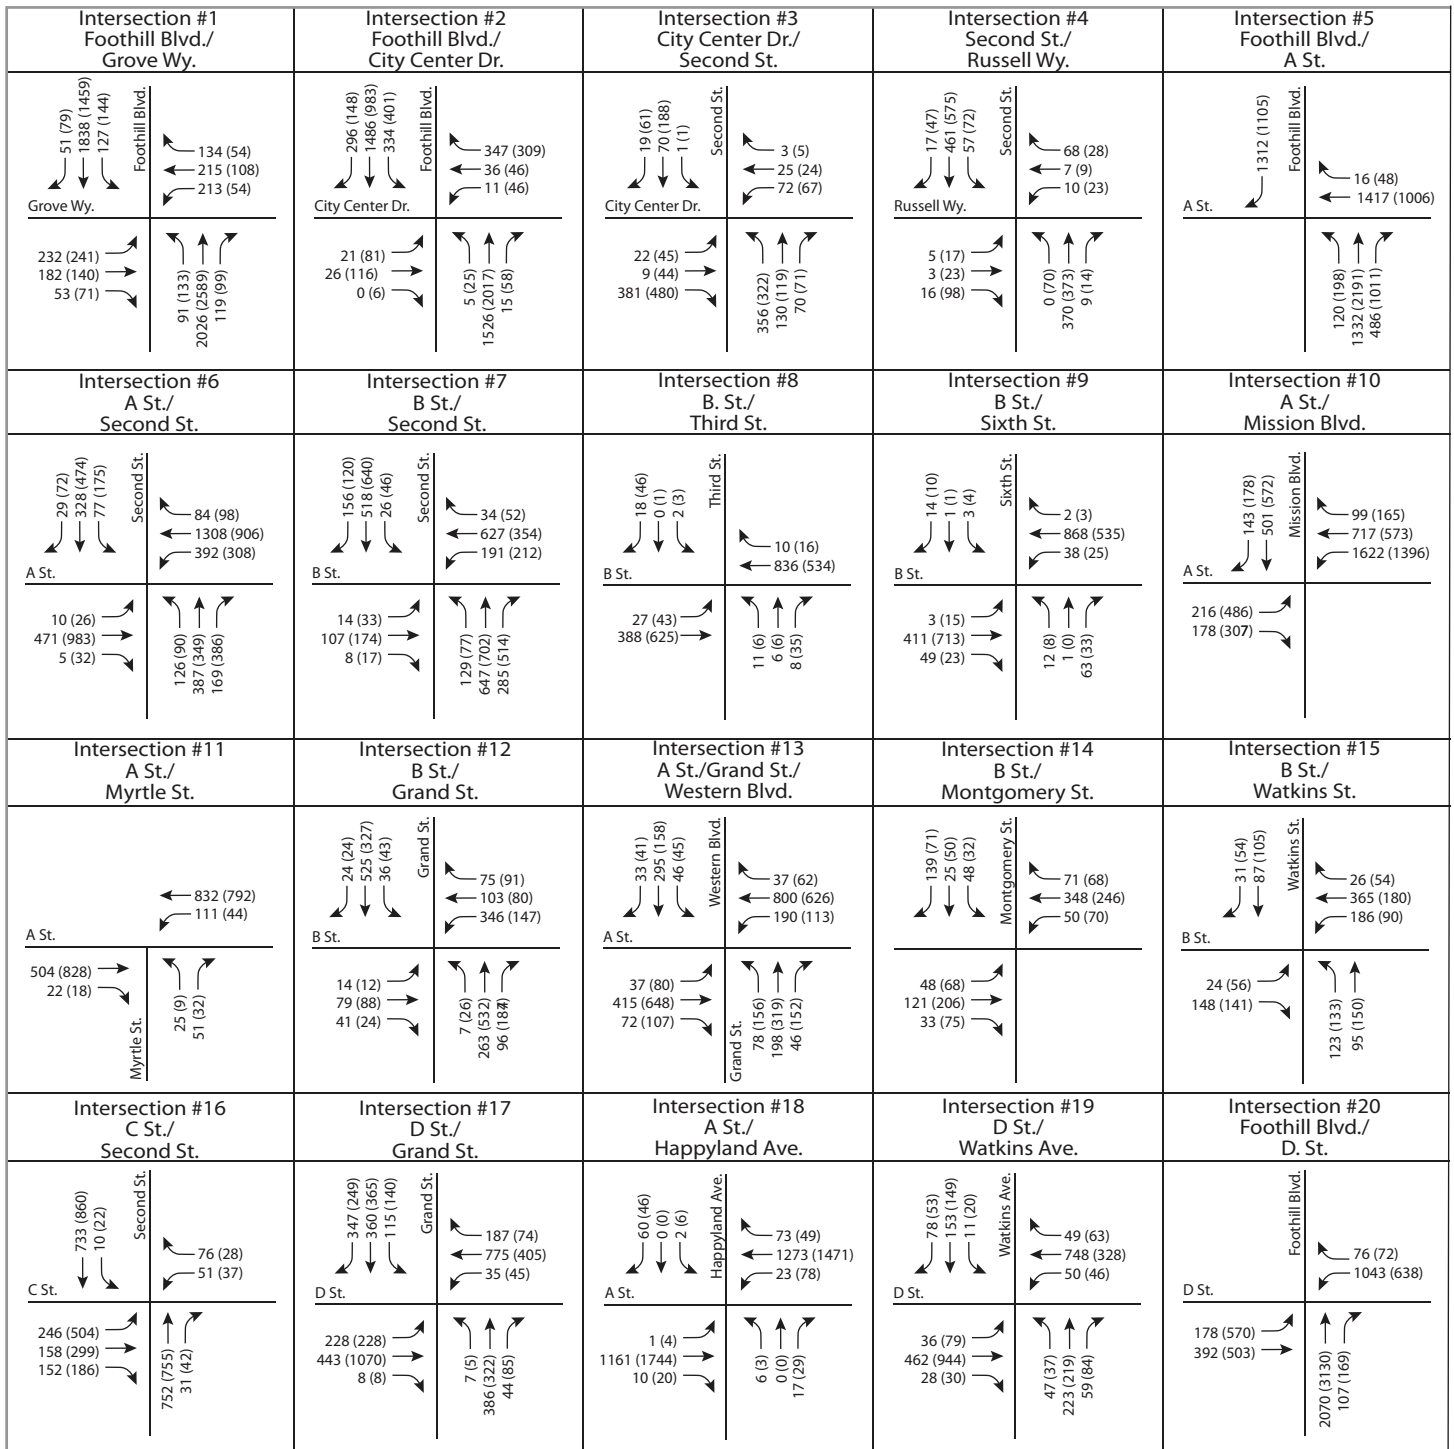 Intersection #1
Foothill Blvd./
Grove Wy.
51 (79)
1838 (1459)
127 (144)
Foothill Blvd.
134 (54)
215 (108)
213 (54)
Grove Wy.
232 (241)
182 (140)
53 (71)
91 (133)
2026 (2589)
119 (99)
Intersection #2
Foothill Blvd./
City Center Dr.
296 (148)
1486 (983)
334 (401)
Foothill Blvd.
347 (309)
36 (46)
11 (46)
City Center Dr.
21 (81)
26 (116)
0 (6)
5 (25)
1526 (2017)
15 (58)
Intersection #3
City Center Dr./
Second St.
19 (61)
70 (188)
1 (1)
Second St.
3 (5)
25 (24)
72 (67)
City Center Dr.
22 (45)
9 (44)
381 (480)
356 (322)
130 (119)
70 (71)
Intersection #4
Second St./
Russell Wy.
17 (47)
461 (575)
57 (72)
Second St.
68 (28)
7 (9)
10 (23)
Russell Wy.
5 (17)
3 (23)
16 (98)
0 (70)
370 (373)
9 (14)
Intersection #5
Foothill Blvd./
A St.
1312 (1105)
Foothill Blvd.
16 (48)
1417 (1006)
A St.
120 (198)
1332 (2191)
486 (1011)
Intersection #6
A St./
Second St.
29 (72)
328 (474)
77 (175)
Second St.
84 (98)
1308 (906)
392 (308)
A St.
10 (26)
471 (983)
5 (32)
126 (90)
387 (349)
169 (386)
Intersection #7
B St./
Second St.
156 (120)
518 (640)
26 (46)
Second St.
34 (52)
627 (354)
191 (212)
B St.
14 (33)
107 (174)
8 (17)
129 (77)
647 (702)
285 (514)
Intersection #8
B. St./
Third St.
18 (46)
0 (1)
2 (3)
Third St.
10 (16)
836 (534)
B St.
27 (43)
388 (625)
11 (6)
6 (6)
8 (35)
Intersection #9
B St./
Sixth St.
14 (10)
1 (1)
3 (4)
Sixth St.
2 (3)
868 (535)
38 (25)
B St.
3 (15)
411 (713)
49 (23)
12 (8)
1 (0)
63 (33)
Intersection #10
A St./
Mission Blvd.
143 (178)
501 (572)
Mission Blvd.
99 (165)
717 (573)
1622 (1396)
A St.
216 (486)
178 (307)
Intersection #11
A St./
Myrtle St.
832 (792)
111 (44)
A St.
504 (828)
22 (18)
Myrtle St.
25 (9)
51 (32)
Intersection #12
B St./
Grand St.
24 (24)
525 (327)
36 (43)
Grand St.
75 (91)
103 (80)
346 (147)
B St.
14 (12)
79 (88)
41 (24)
7 (26)
263 (532)
Intersection #13
A St./Grand St./
Western Blvd.
33 (41)
295 (158)
46 (45)
Western Blvd.
37 (62)
800 (626)
190 (113)
A St.
37 (80)
415 (648)
72 (107)
Grand St.
78 (156)
198 (319)
46 (152)
Intersection #14
B St./
Montgomery St.
139 (71)
25 (50)
48 (32)
Montgomery St.
71 (68)
348 (246)
50 (70)
48 (68)
121 (206)
33 (75)
Intersection #15
B St./
Watkins St.
31 (54)
87 (105)
Watkins St.
26 (54)
365 (180)
186 (90)
B St.
24 (56)
148 (141)
123 (133)
95 (150)
Intersection #16
C St./
Second St.
733 (860)
10 (22)
Second St.
76 (28)
51 (37)
C St.
246 (504)
158 (299)
152 (186)
752 (755)
31 (42)
Intersection #17
D St./
Grand St.
347 (249)
360 (365)
115 (140)
Grand St.
187 (74)
775 (405)
35 (45)
D St.
228 (228)
443 (1070)
8 (8)
7 (5)
386 (322)
44 (85)
Intersection #18
A St./
Happyland Ave.
60 (46)
0 (0)
2 (6)
Happyland Ave.
73 (49)
1273 (1471)
23 (78)
A St.
1 (4)
1161 (1744)
10 (20)
6 (3)
0 (0)
17 (29)
Intersection #19
D St./
Watkins Ave.
78 (53)
153 (149)
11 (20)
Watkins Ave.
49 (63)
748 (328)
50 (46)
D St.
36 (79)
462 (944)
28 (30)
47 (37)
223 (219)
59 (84)
Intersection #20
Foothill Blvd./
D. St.
Foothill Blvd.
76 (72)
1043 (638)
D St.
178 (570)
392 (503)
2070 (3130)
107 (169)